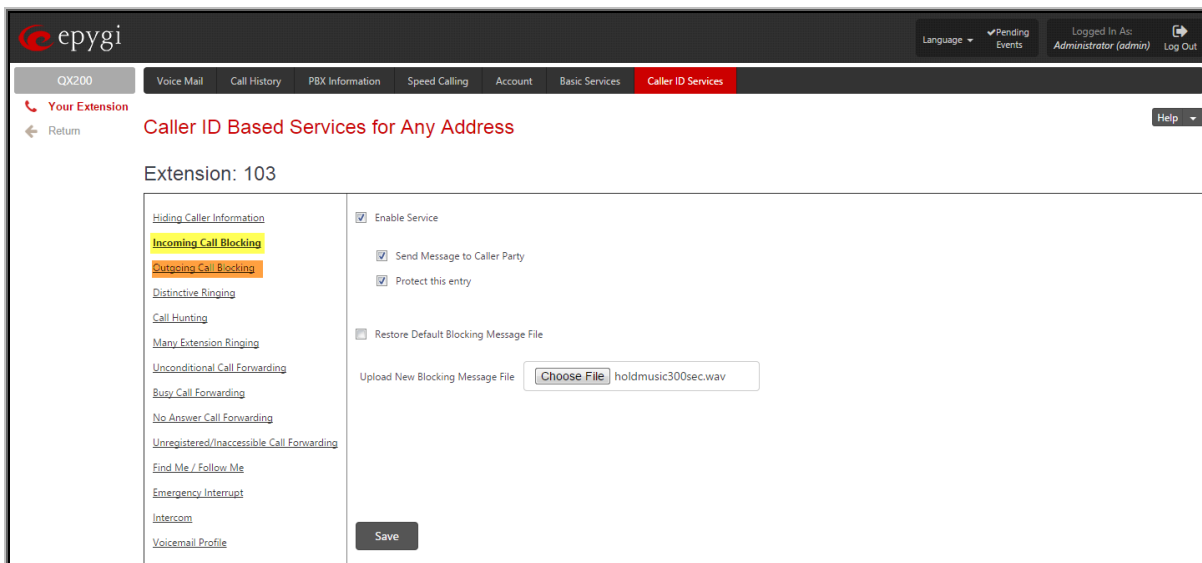 epygi
Language
Pending Events
Logged In As:
Administrator (admin)
Log Out
QX200
Voice Mail
Call History
PBX Information
Speed Calling
Account
Basic Services
Caller ID Services
Your Extension
Return
Caller ID Based Services for Any Address
Help
Extension: 103
Hiding Caller Information
Incoming Call Blocking
Outgoing Call Blocking
Distinctive Ringing
Call Hunting
Many Extension Ringing
Unconditional Call Forwarding
Busy Call Forwarding
No Answer Call Forwarding
Unregistered/Inaccessible Call Forwarding
Find Me / Follow Me
Emergency Interrupt
Intercom
Voicemail Profile
Enable Service
Send Message to Caller Party
Protect this entry
Restore Default Blocking Message File
Upload New Blocking Message File
Choose File holdmusic300sec.wav
Save